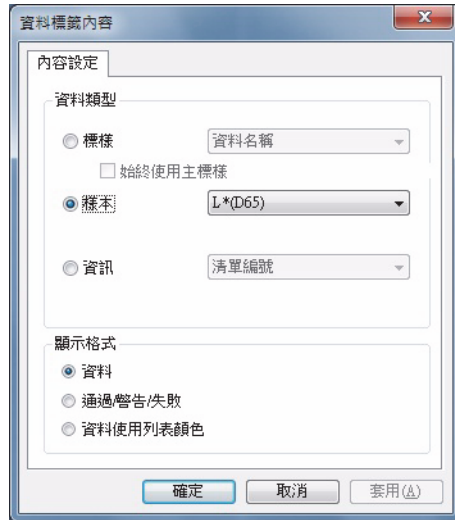 資料標籤內容
內容設定
資料類型
標樣
資料名稱
始終使用主標樣
樣本
L*(D65)
資訊
清單編號
顯示格式
資料
通過/警告/失敗
資料使用列表顏色
確定
取消
套用(A)